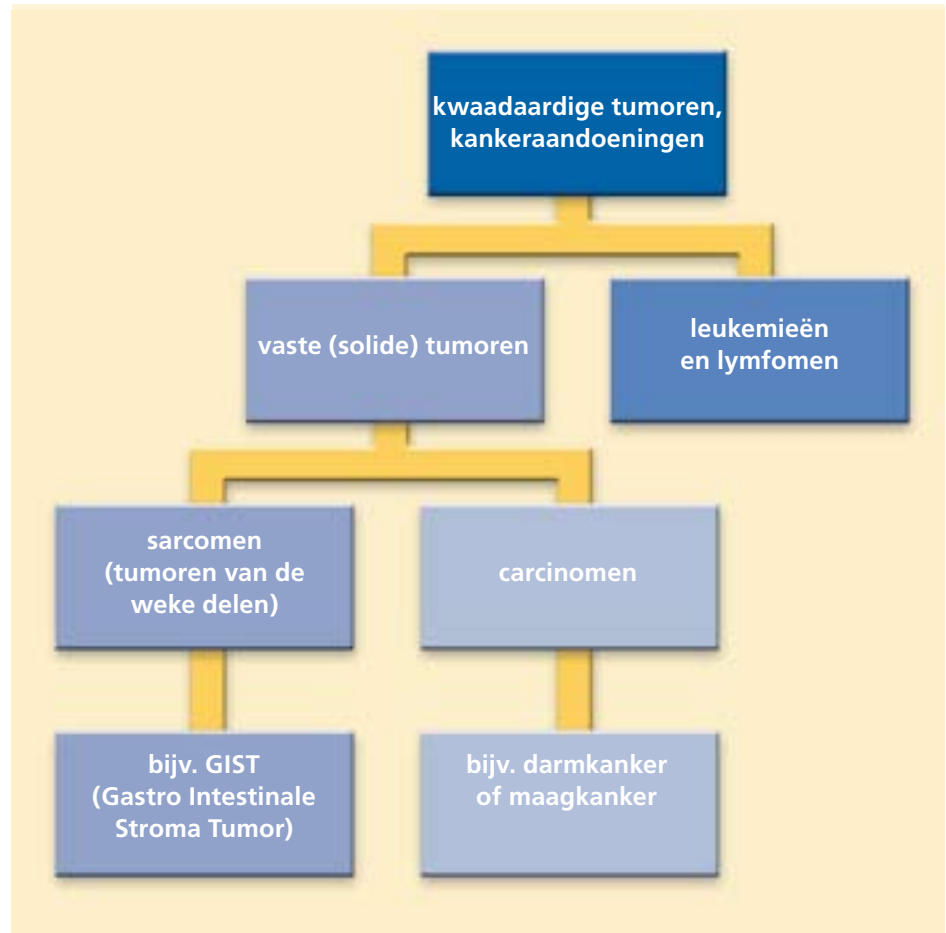 kwaadaardige tumoren,
kankeraandoeningen
vaste (solide) tumoren
leukemieën
en lymfomen
sarcomen
(tumoren van de
weke delen)
carcinomen
bijv. GIST
(Gastro Intestinale
Stroma Tumor)
bijv. darmkanker
of maagkanker